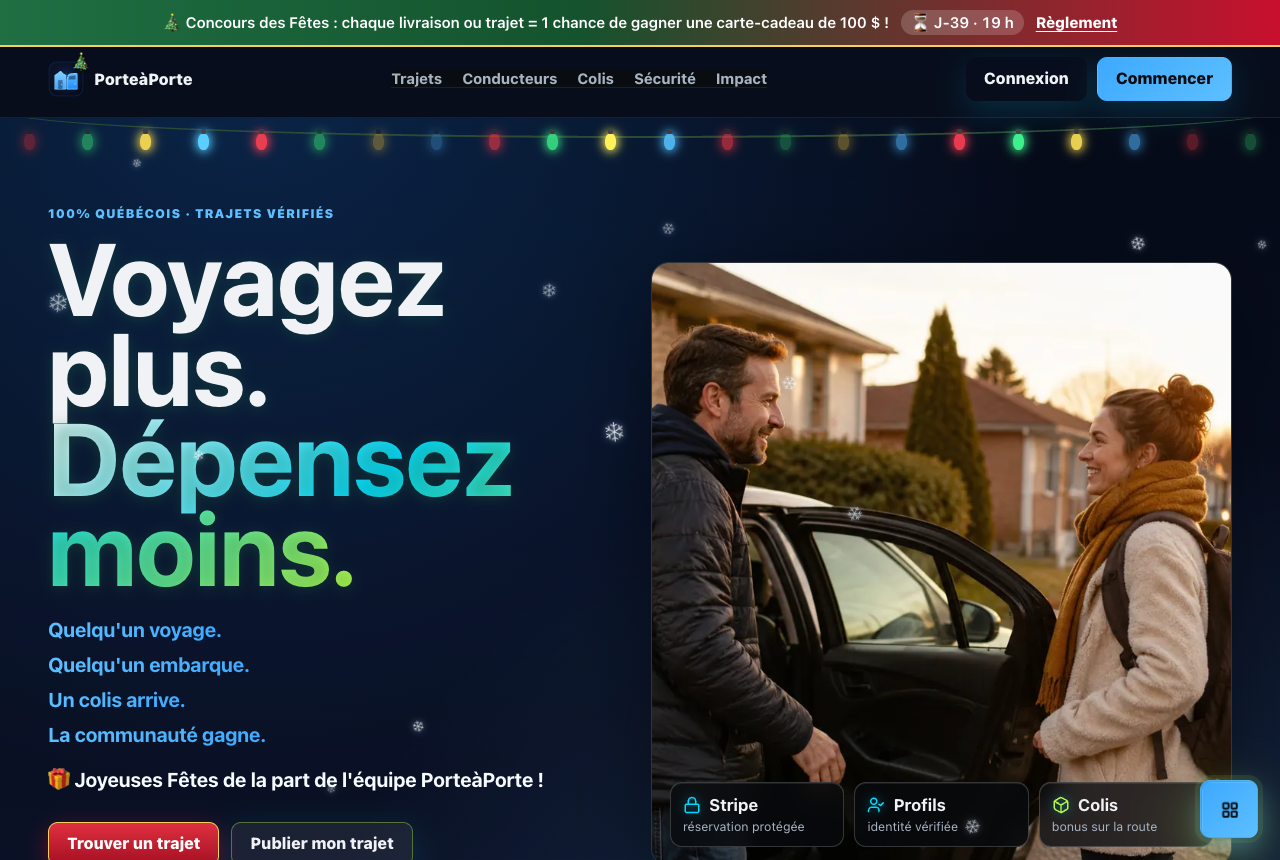 Concours des Fêtes : chaque livraison ou trajet = 1 chance de gagner une carte-cadeau de 100 $ ! J-39 · 19 h Règlement
PorteàPorte Trajets Conducteurs Colis Sécurité Impact Connexion Commencer
100% QUÉBÉCOIS · TRAJETS VÉRIFIÉS
Voyagez
plus.
Dépensez
moins.
Quelqu'un voyage.
Quelqu'un embarque.
Un colis arrive.
La communauté gagne.
Joyeuses Fêtes de la part de l'équipe PorteàPorte !
Trouver un trajet Publier mon trajet
Stripe
réservation protégée
Profils
identité vérifiée
Colis
bonus sur la route